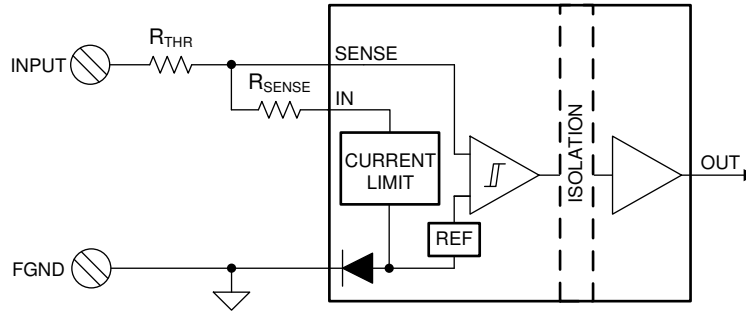 INPUT
RTHR
SENSE
RSENSE
IN
CURRENT
LIMIT
REF
ISOLATION
OUT
FGND